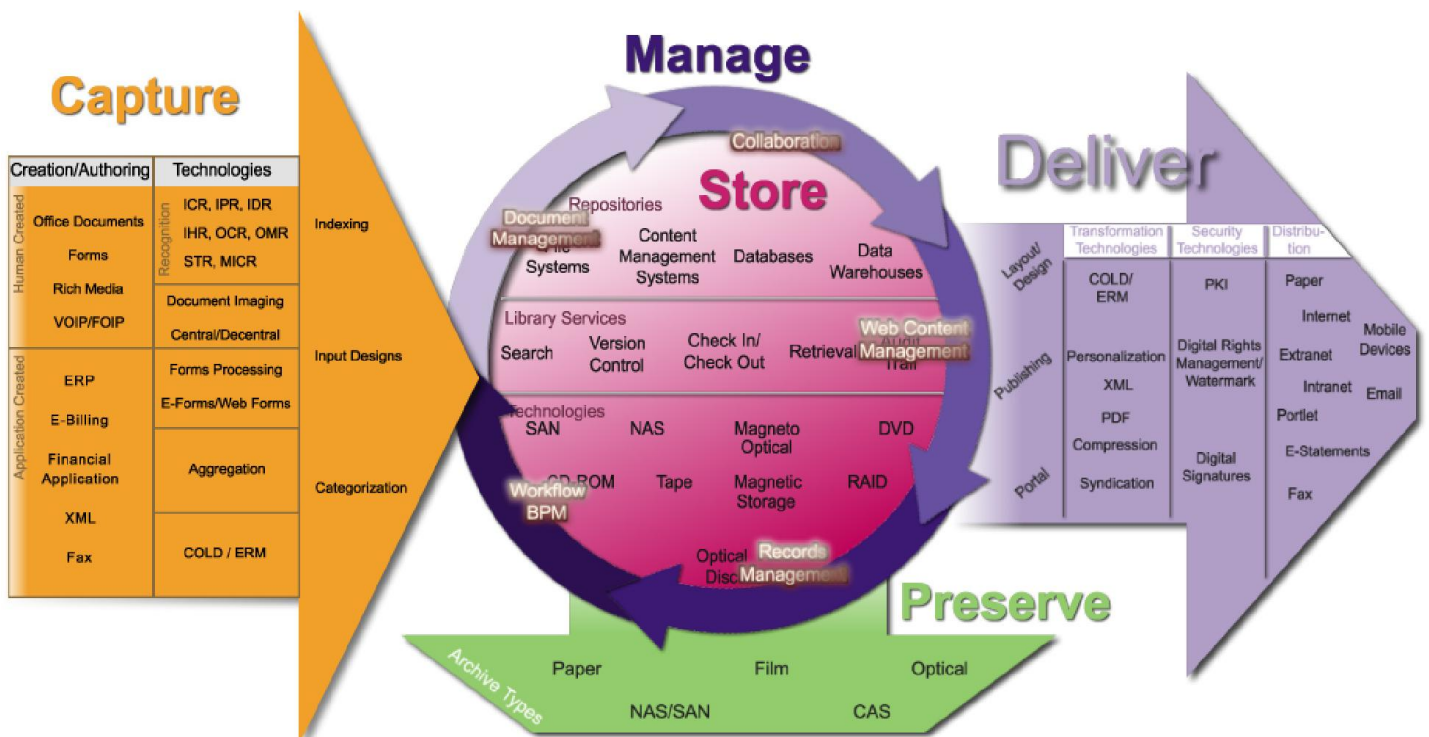 Capture
Creation/Authoring
Technologies
Human Created
Office Documents
Forms
Rich Media
VOIP/FOIP
Application Created
ERP
E-Billing
Financial
Application
XML
Fax
Recognition
ICR, IPR, IDR
IHR, OCR, OMR
STR, MICR
Document Imaging
Central/Decentral
Forms Processing
E-Forms/Web Forms
Aggregation
COLD / ERM
Indexing
Input Designs
Categorization
Manage
Collaboration
Document
Management
Web Content
Management
Workflow
BPM
Records
Management
Store
Repositories
File
Systems
Content
Management
Systems
Databases
Data
Warehouses
Library Services
Search
Version
Control
Check In/
Check Out
Retrieval
Audit
Trail
Technologies
SAN
NAS
Magneto
Optical
DVD
CD-ROM
Tape
Magnetic
Storage
RAID
Optical
Preserve
Archive Types
Paper
Film
Optical
NAS/SAN
CAS
Deliver
Layout/
Design
Publishing
Portal
Transformation
Technologies
COLD/
ERM
Personalization
XML
PDF
Compression
Syndication
Security
Technologies
PKI
Digital Rights
Management/
Watermark
Digital
Signatures
Distribu-
tion
Paper
Internet
Mobile
Devices
Extranet
Intranet
Email
Portlet
E-Statements
Fax